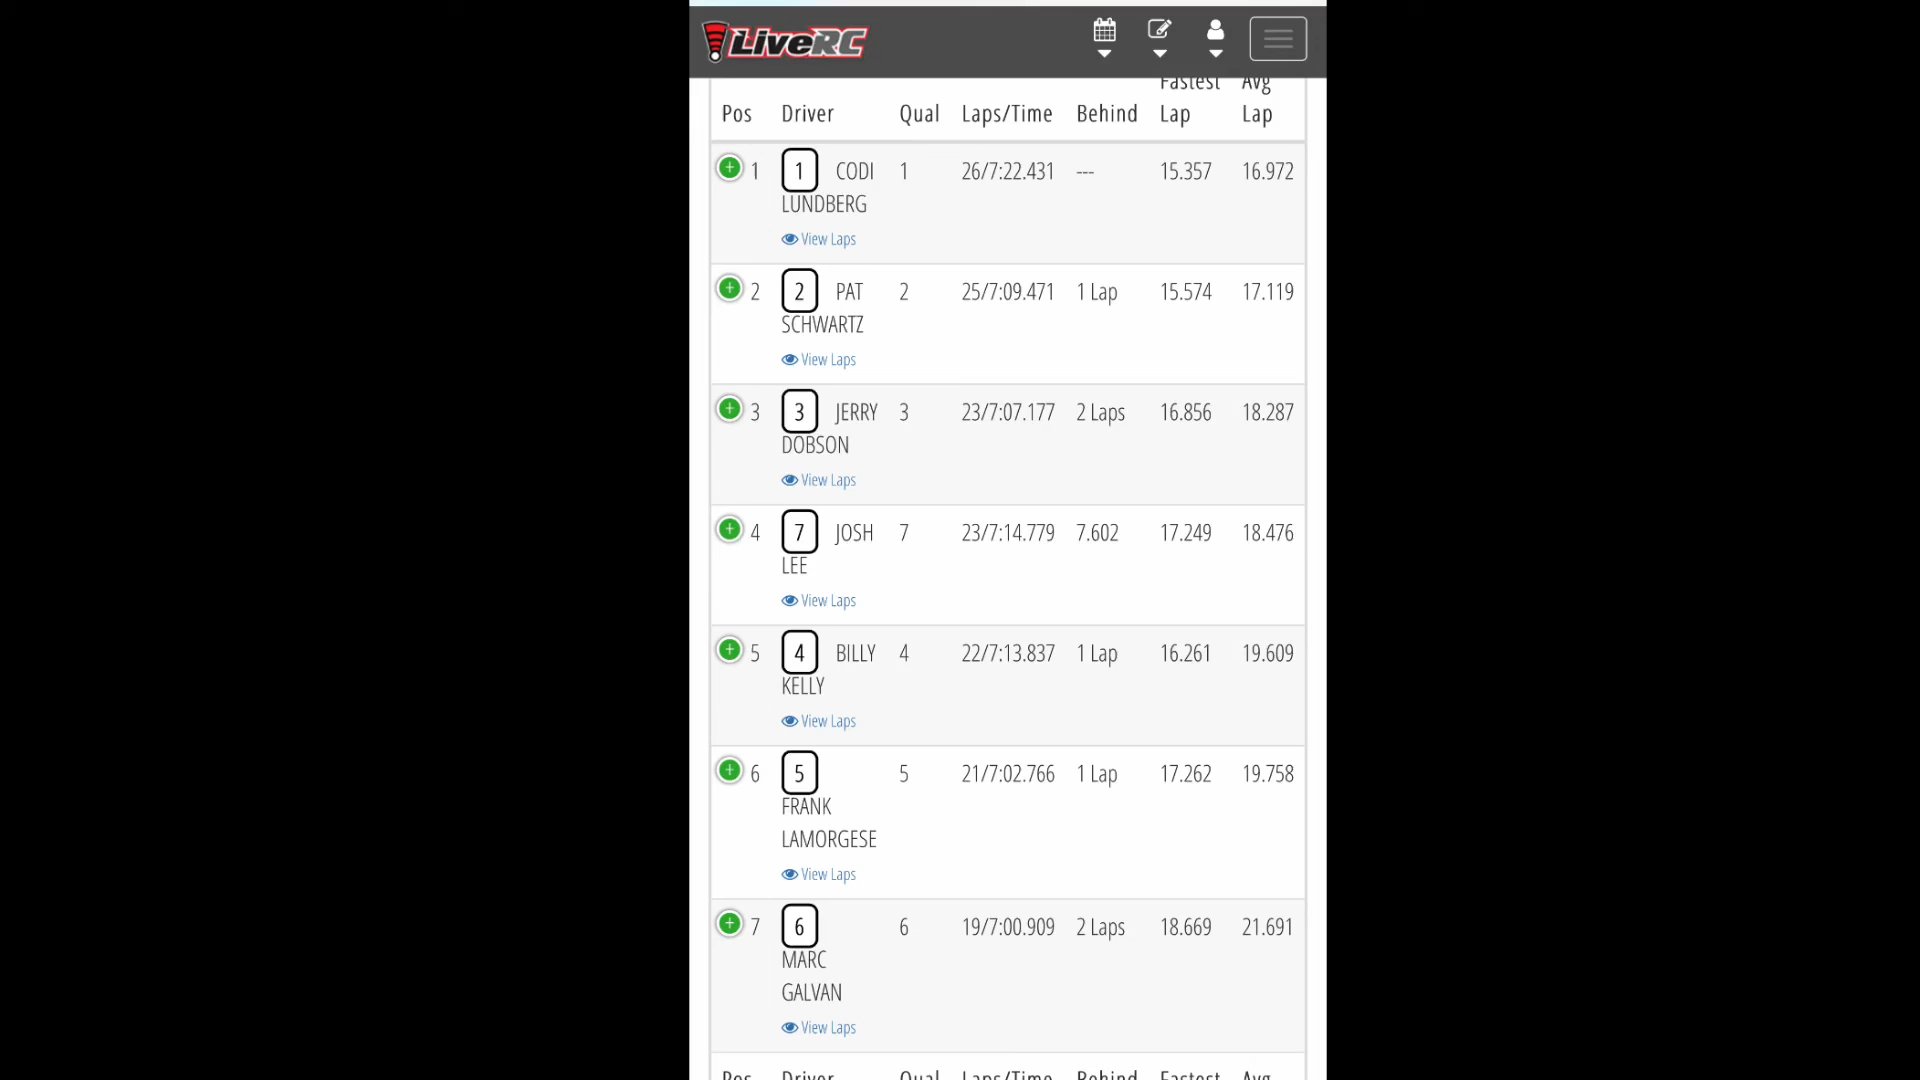 LiveRC
Fastest Avg
Pos Driver Qual Laps/Time Behind Lap Lap
1 1 CODI 1 26/7:22.431 --- 15.357 16.972
LUNDBERG
View Laps
2 2 PAT 2 25/7:09.471 1 Lap 15.574 17.119
SCHWARTZ
View Laps
3 3 JERRY 3 23/7:07.177 2 Laps 16.856 18.287
DOBSON
View Laps
4 7 JOSH 7 23/7:14.779 7.602 17.249 18.476
LEE
View Laps
5 4 BILLY 4 22/7:13.837 1 Lap 16.261 19.609
KELLY
View Laps
6 5 5 21/7:02.766 1 Lap 17.262 19.758
FRANK
LAMORGESE
View Laps
7 6 6 19/7:00.909 2 Laps 18.669 21.691
MARC
GALVAN
View Laps
Pos Driver Qual Laps/Time Behind Fastest Avg